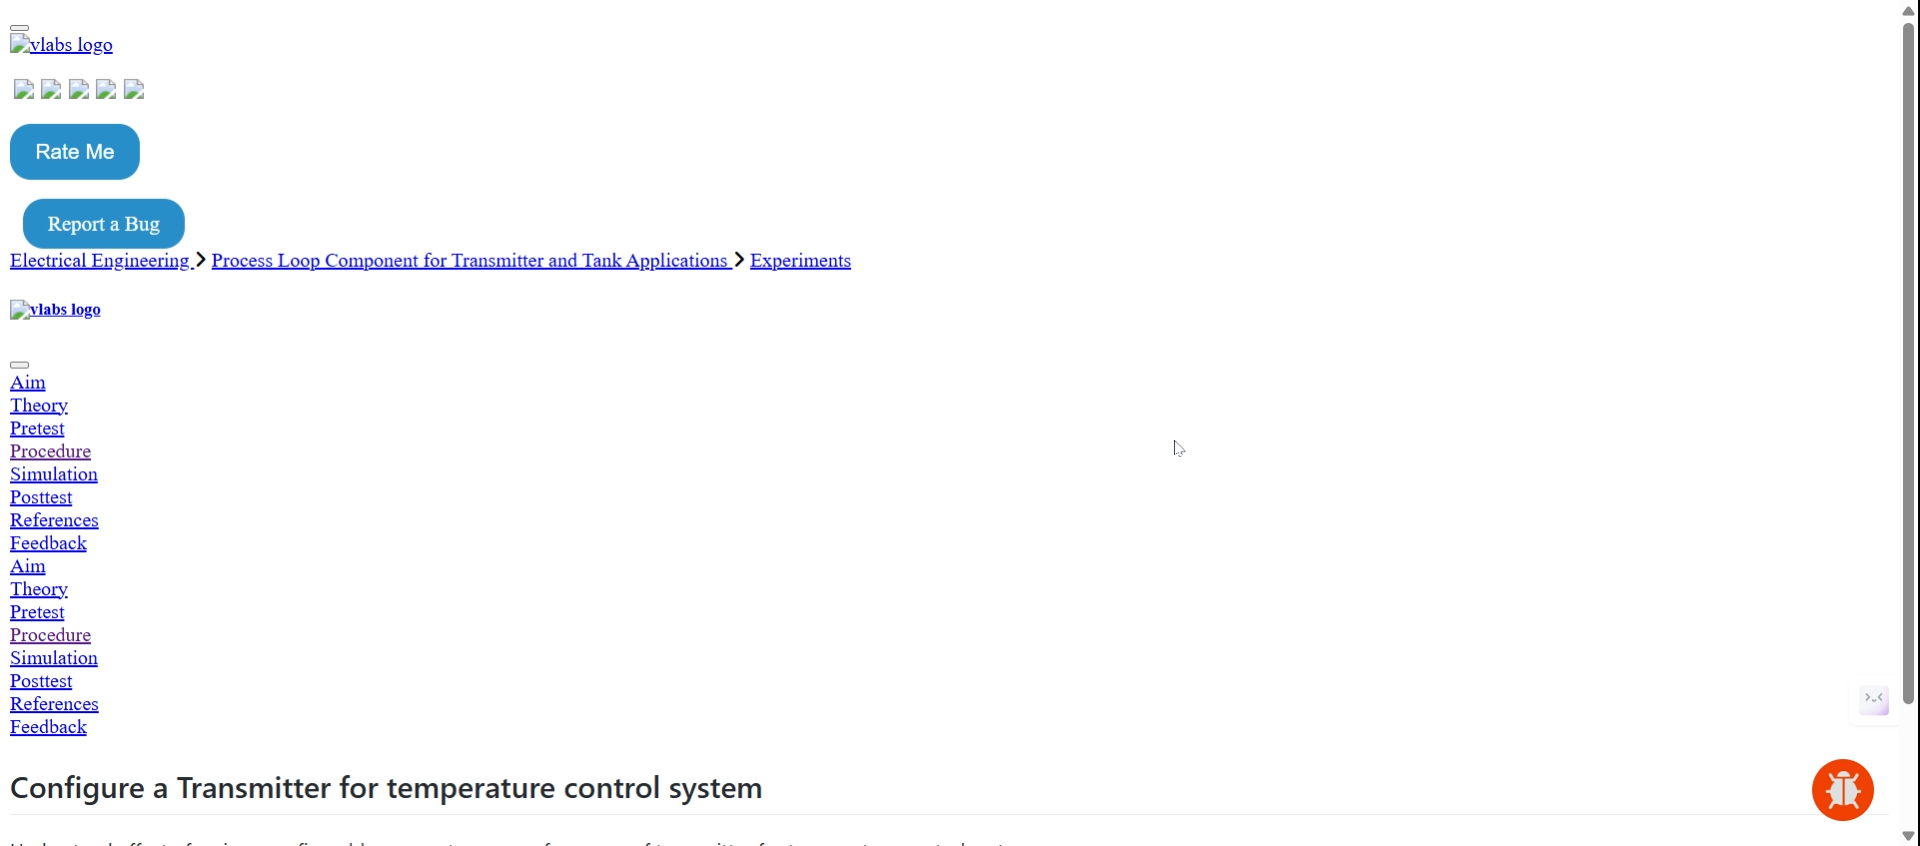 vlabs logo
Rate Me
Report a Bug
Electrical Engineering > Process Loop Component for Transmitter and Tank Applications > Experiments
vlabs logo
Aim
Theory
Pretest
Procedure
Simulation
Posttest
References
Feedback
Aim
Theory
Pretest
Procedure
Simulation
Posttest
References
Feedback
Configure a Transmitter for temperature control system